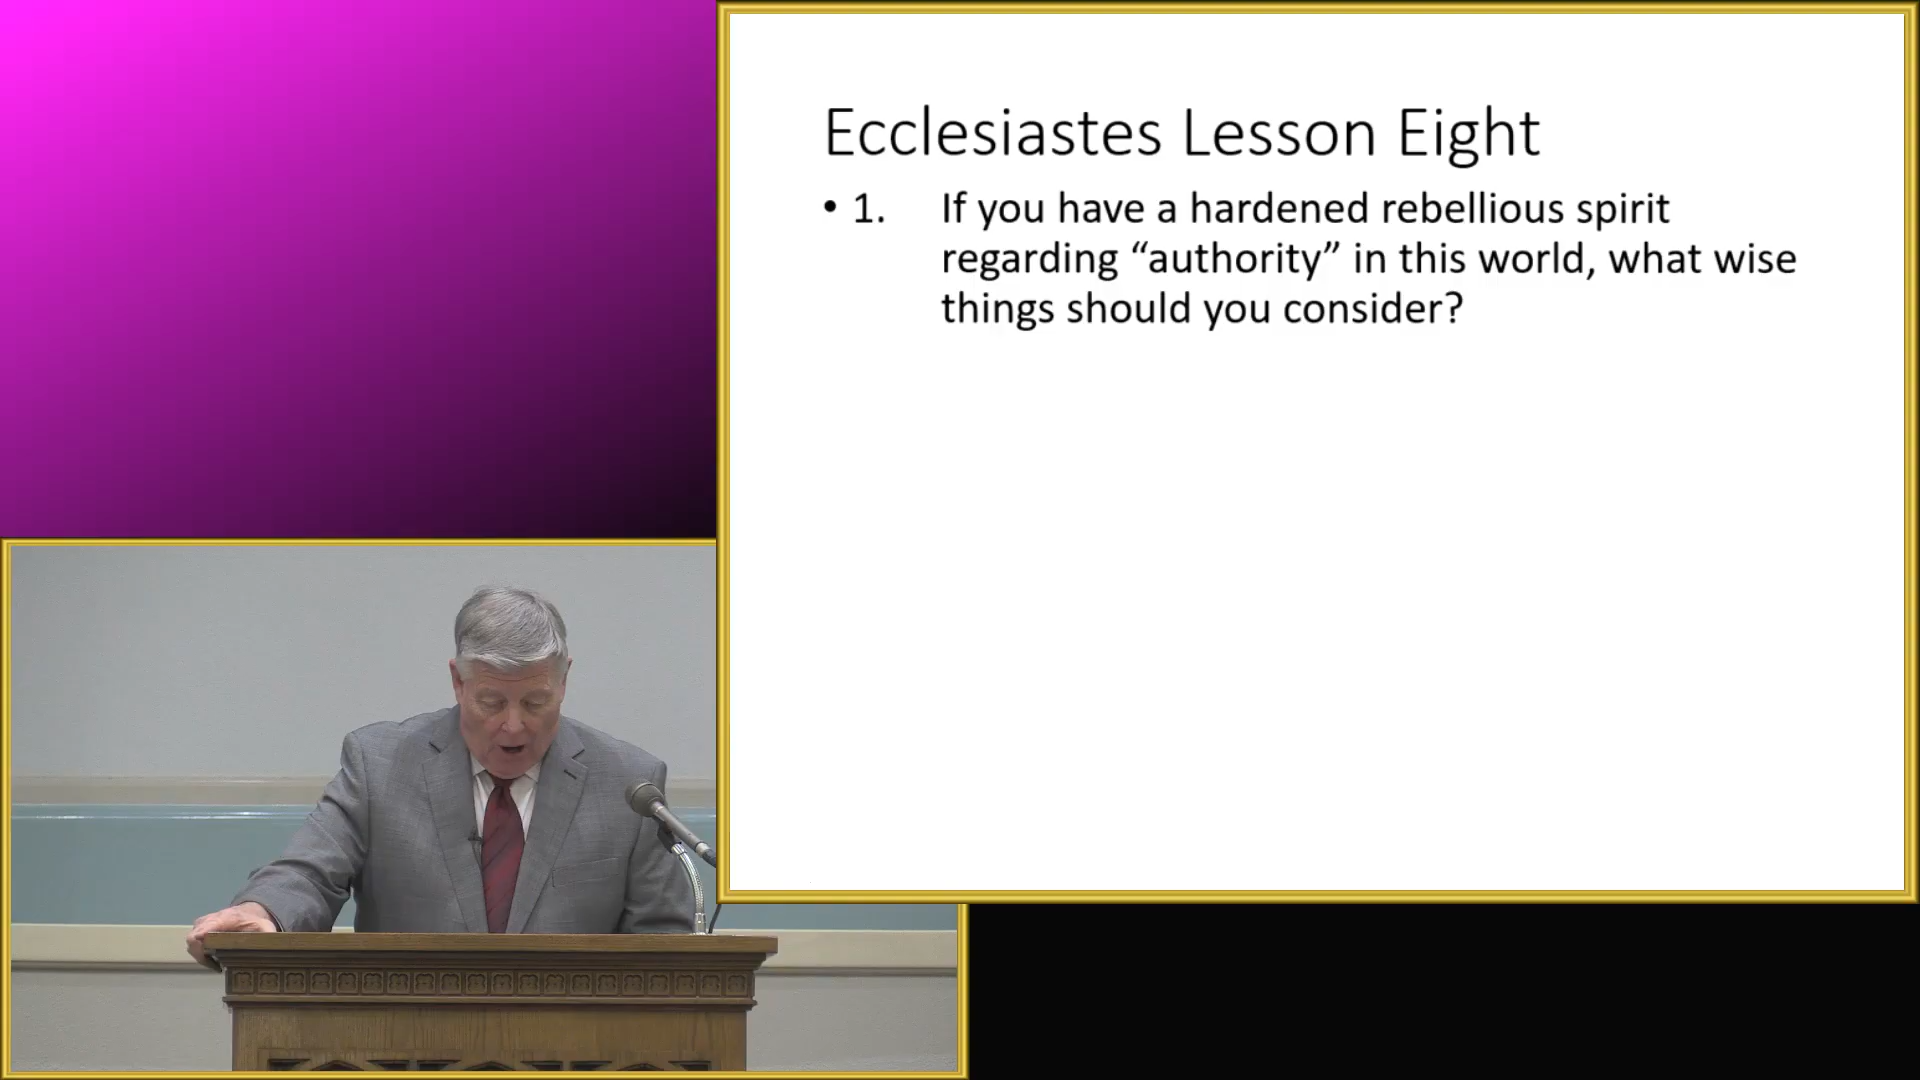 Ecclesiastes Lesson Eight
• 1. If you have a hardened rebellious spirit
regarding “authority” in this world, what wise
things should you consider?